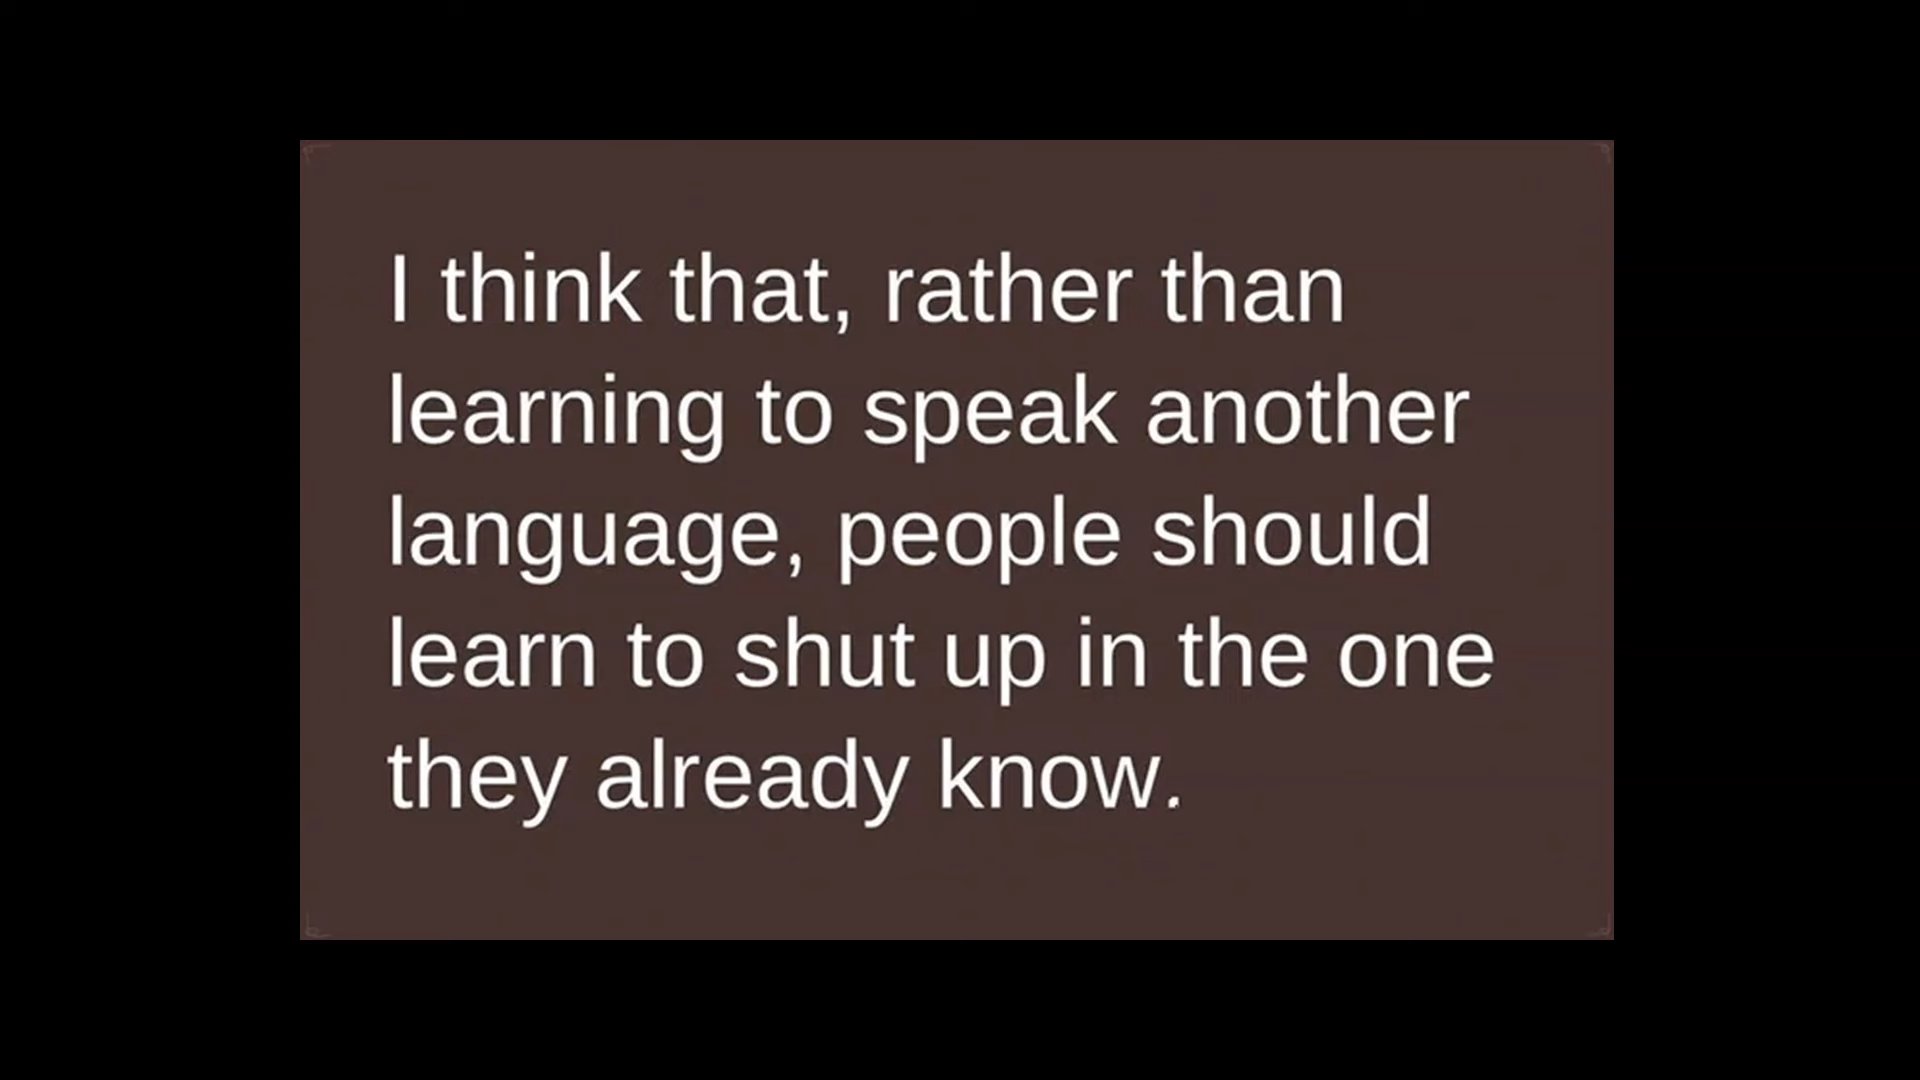 I think that, rather than
learning to speak another
language, people should
learn to shut up in the one
they already know.